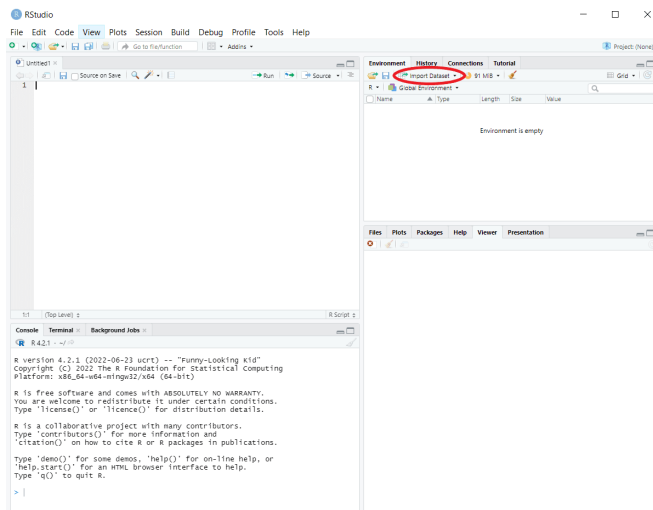 RStudio
File Edit Code View Plots Session Build Debug Profile Tools Help
Go to file/function Addins Project: (None)
Untitled1
Source on Save Run Source
1
1:1 (Top Level) R Script
Console Terminal Background Jobs
R 4.2.1 · ~/
R version 4.2.1 (2022-06-23 ucrt) -- "Funny-Looking Kid"
Copyright (C) 2022 The R Foundation for Statistical Computing
Platform: x86_64-w64-mingw32/x64 (64-bit)
R is free software and comes with ABSOLUTELY NO WARRANTY.
You are welcome to redistribute it under certain conditions.
Type 'license()' or 'licence()' for distribution details.
R is a collaborative project with many contributors.
Type 'contributors()' for more information and
'citation()' on how to cite R or R packages in publications.
Type 'demo()' for some demos, 'help()' for on-line help, or
'help.start()' for an HTML browser interface to help.
Type 'q()' to quit R.
>
Environment History Connections Tutorial
Import Dataset 91 MiB Grid
R Global Environment
Name Type Length Size Value
Environment is empty
Files Plots Packages Help Viewer Presentation